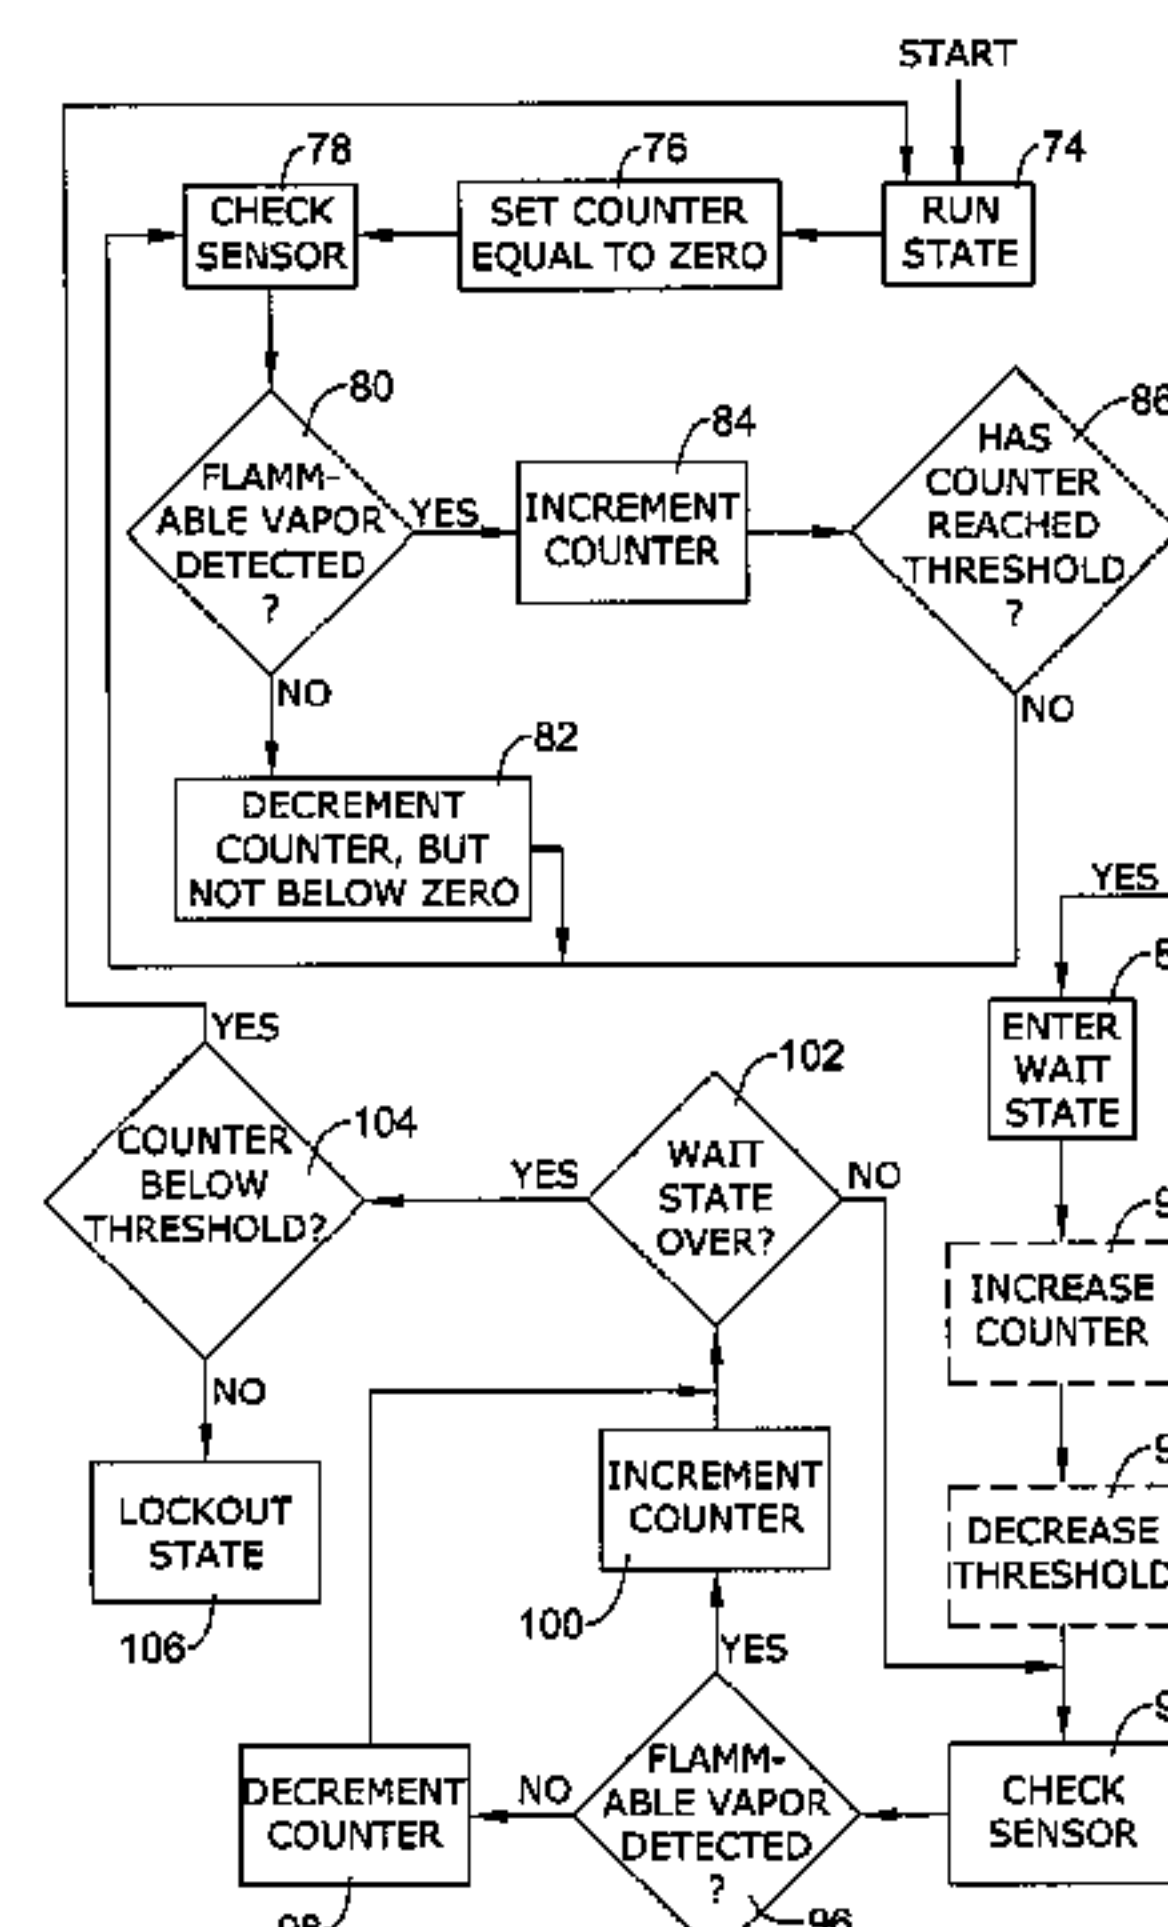 START
78
76
74
CHECK
SENSOR
SET COUNTER
EQUAL TO ZERO
RUN
STATE
80
84
86
FLAMM-
ABLE VAPOR
DETECTED
?
YES
INCREMENT
COUNTER
HAS
COUNTER
REACHED
THRESHOLD
?
NO
NO
82
DECREMENT
COUNTER, BUT
NOT BELOW ZERO
YES
ENTER
WAIT
STATE
YES
102
104
COUNTER
BELOW
THRESHOLD?
YES
WAIT
STATE
OVER?
NO
INCREASE
COUNTER
NO
LOCKOUT
STATE
106
INCREMENT
COUNTER
100
DECREASE
THRESHOLD
YES
DECREMENT
COUNTER
98
NO
FLAMM-
ABLE VAPOR
DETECTED
?
96
CHECK
SENSOR